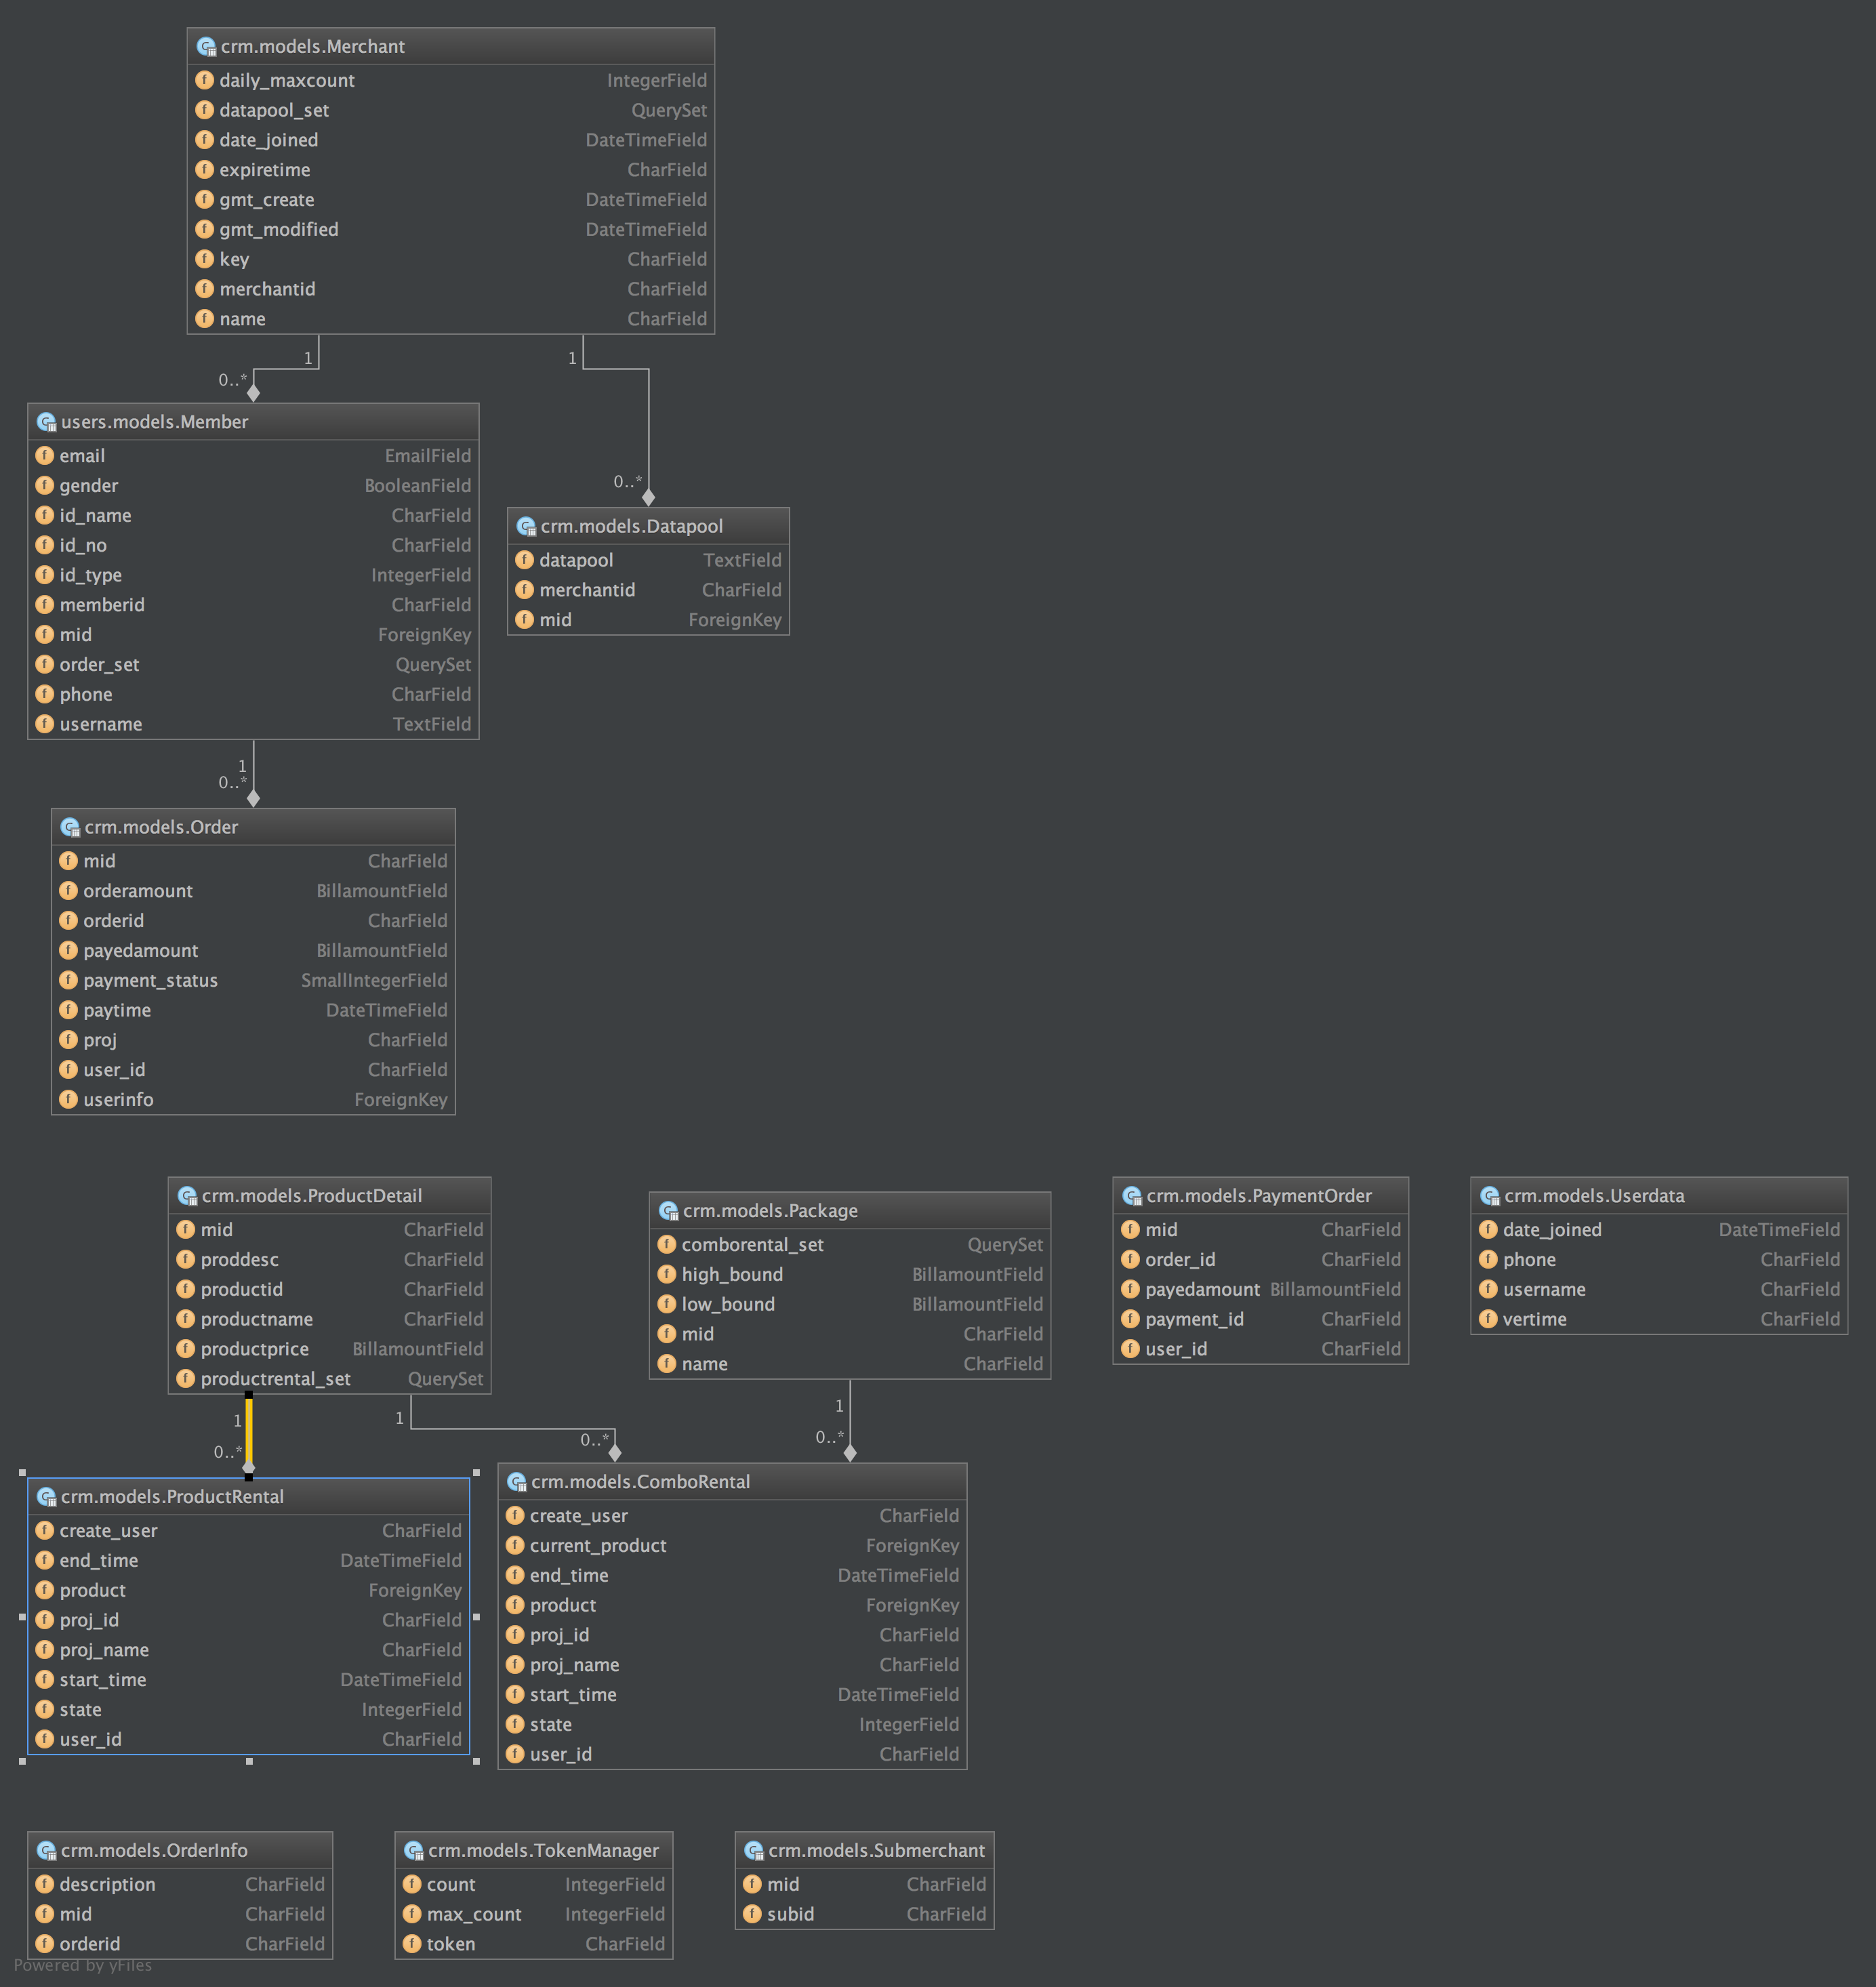 crm.models.Merchant
daily_maxcount IntegerField
datapool_set QuerySet
date_joined DateTimeField
expiretime CharField
gmt_create DateTimeField
gmt_modified DateTimeField
key CharField
merchantid CharField
name CharField
1 1
0..*
users.models.Member
email EmailField
gender BooleanField
id_name CharField
id_no CharField
id_type IntegerField
memberid CharField
mid ForeignKey
order_set QuerySet
phone CharField
username TextField
0..*
crm.models.Datapool
datapool TextField
merchantid CharField
mid ForeignKey
1
0..*
crm.models.Order
mid CharField
orderamount BillamountField
orderid CharField
payedamount BillamountField
payment_status SmallIntegerField
paytime DateTimeField
proj CharField
user_id CharField
userinfo ForeignKey
crm.models.ProductDetail
mid CharField
proddesc CharField
productid CharField
productname CharField
productprice BillamountField
productrental_set QuerySet
crm.models.Package
comborental_set QuerySet
high_bound BillamountField
low_bound BillamountField
mid CharField
name CharField
crm.models.PaymentOrder
mid CharField
order_id CharField
payedamount BillamountField
payment_id CharField
user_id CharField
crm.models.Userdata
date_joined DateTimeField
phone CharField
username CharField
vertime CharField
1 1 1
0..* 0..* 0..*
crm.models.ProductRental
create_user CharField
end_time DateTimeField
product ForeignKey
proj_id CharField
proj_name CharField
start_time DateTimeField
state IntegerField
user_id CharField
crm.models.ComboRental
create_user CharField
current_product ForeignKey
end_time DateTimeField
product ForeignKey
proj_id CharField
proj_name CharField
start_time DateTimeField
state IntegerField
user_id CharField
crm.models.OrderInfo
description CharField
mid CharField
orderid CharField
crm.models.TokenManager
count IntegerField
max_count IntegerField
token CharField
crm.models.Submerchant
mid CharField
subid CharField
Powered by yFiles